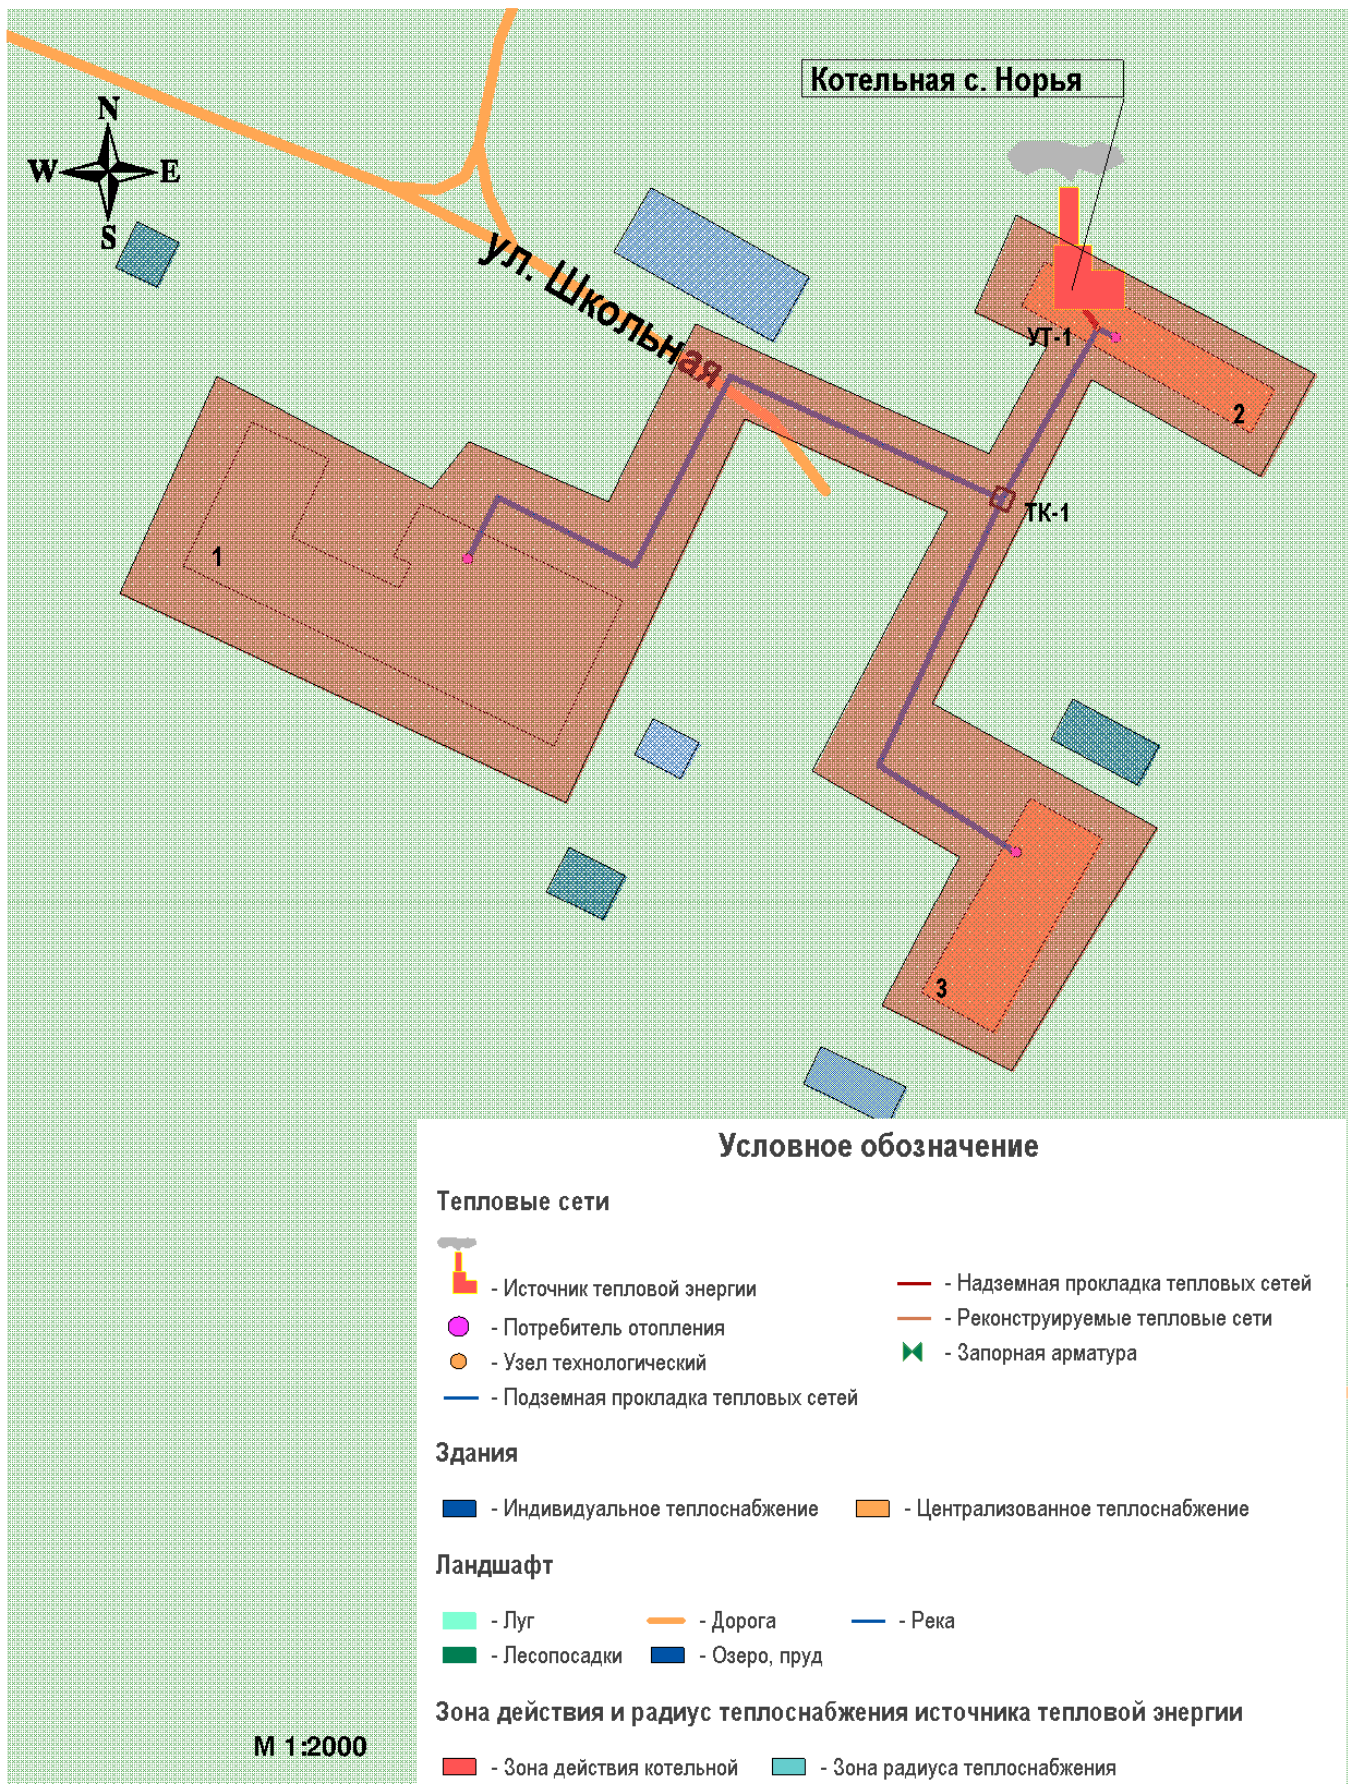 Котельная с. Норья
N
W E
S
ул. Школьная
УТ-1
2
ТК-1
1
3
Условное обозначение
Тепловые сети
- Источник тепловой энергии
- Надземная прокладка тепловых сетей
- Потребитель отопления
- Реконструируемые тепловые сети
- Узел технологический
- Запорная арматура
- Подземная прокладка тепловых сетей
Здания
- Индивидуальное теплоснабжение
- Централизованное теплоснабжение
Ландшафт
- Луг
- Дорога
- Река
- Лесопосадки
- Озеро, пруд
Зона действия и радиус теплоснабжения источника тепловой энергии
М 1:2000
- Зона действия котельной
- Зона радиуса теплоснабжения